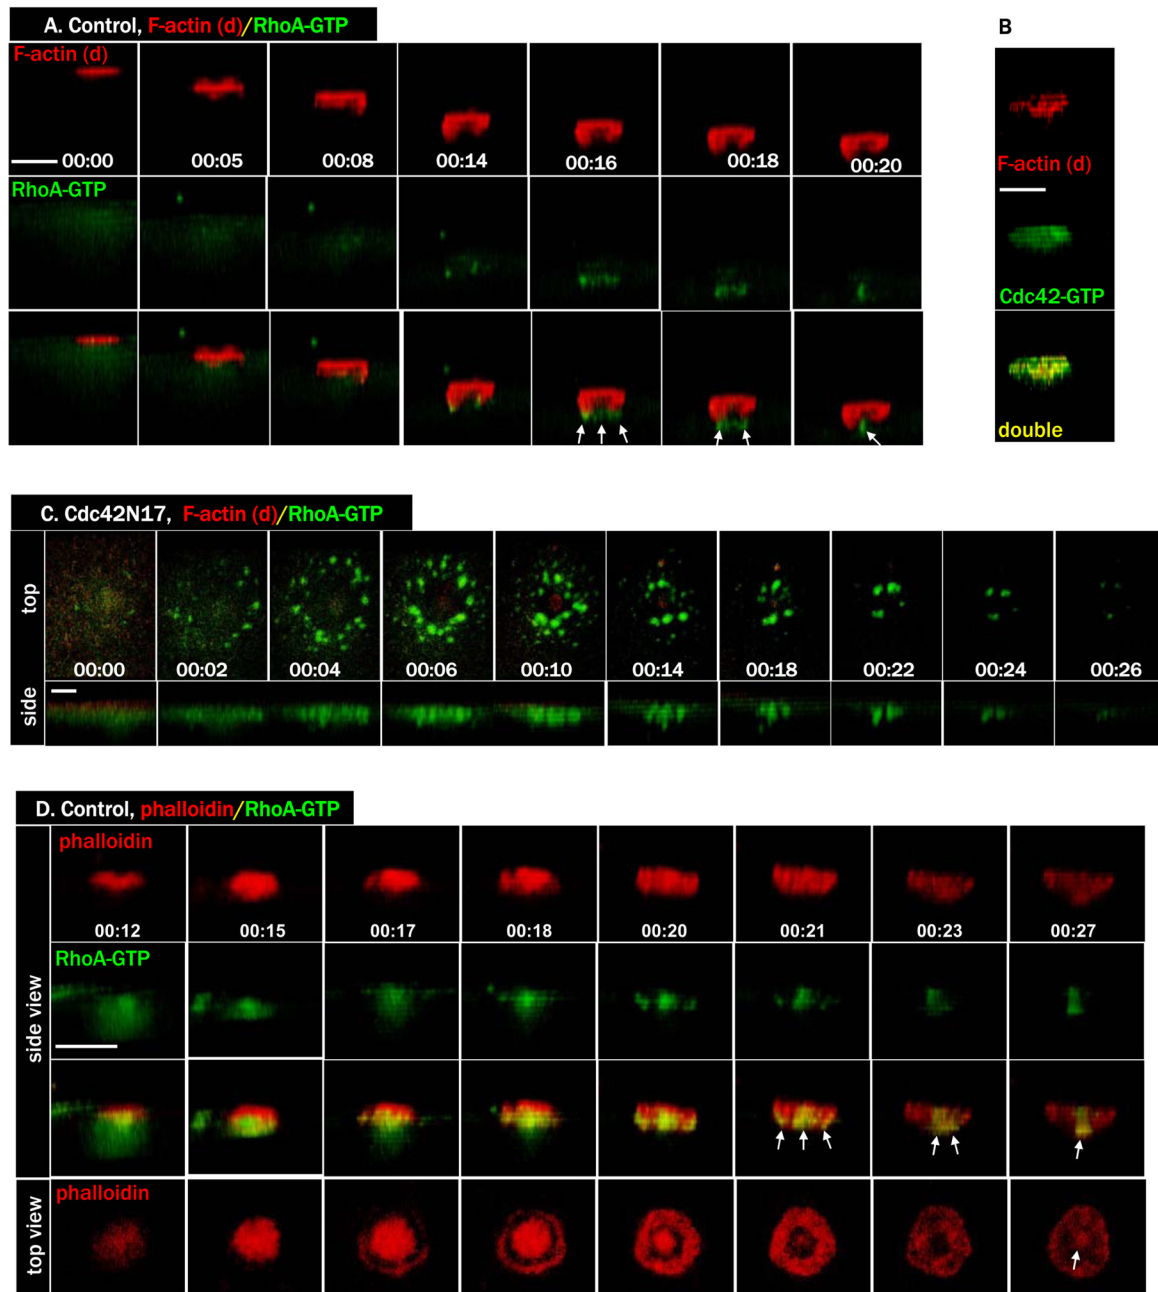 A. Control, F-actin (d)/RhoA-GTP
F-actin (d)
00:00 00:05 00:08 00:14 00:16 00:18 00:20
RhoA-GTP
B
F-actin (d)
Cdc42-GTP
double
C. Cdc42N17, F-actin (d)/RhoA-GTP
top
00:00 00:02 00:04 00:06 00:10 00:14 00:18 00:22 00:24 00:26
side
D. Control, phalloidin/RhoA-GTP
side view
phalloidin
00:12 00:15 00:17 00:18 00:20 00:21 00:23 00:27
RhoA-GTP
top view
phalloidin